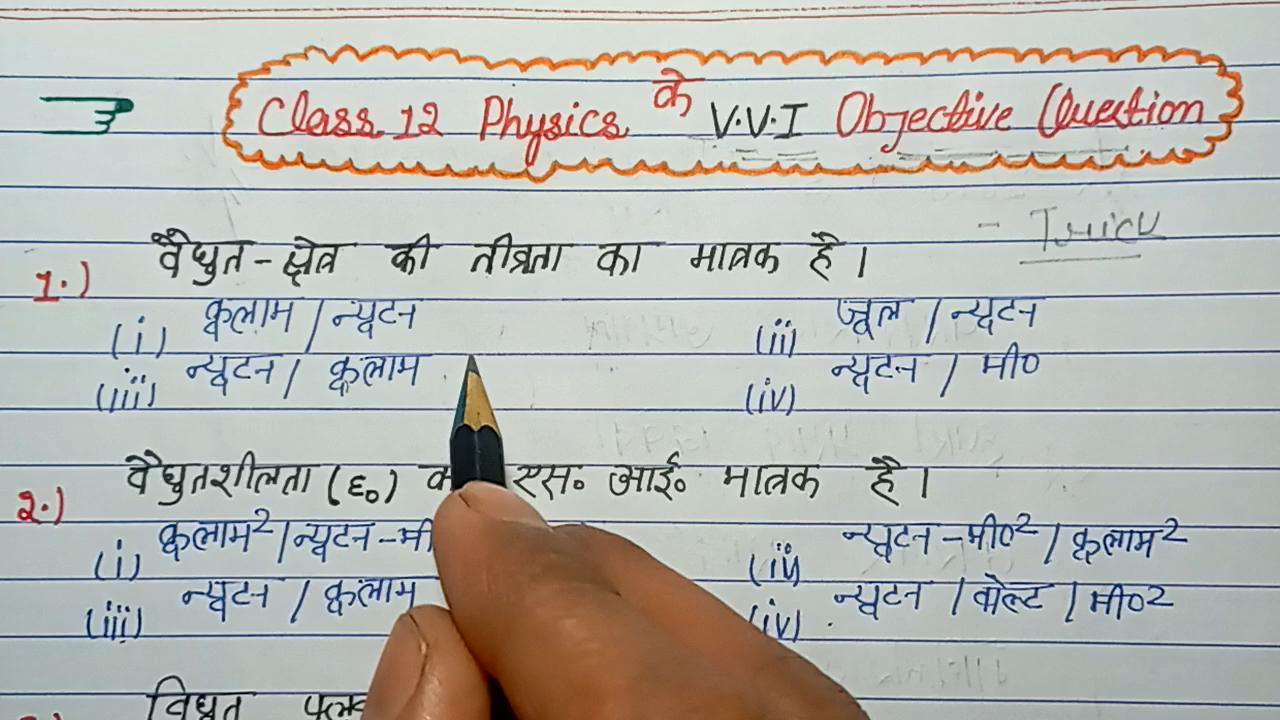 Class 12 Physics के V.V.I Objective Question
- Trick
1.) वैधुत-क्षेत्र की तीव्रता का मात्रक है।
(i) कूलाम / न्यूटन (ii) जूल / न्यूटन
(iii) न्यूटन / कूलाम (iv) न्यूटन / मी०
2.) वैधुतशीलता (ε०) एस० आई० मात्रक है।
(i) कूलाम² / न्यूटन-मी (ii) न्यूटन-मी०² / कूलाम²
(iii) न्यूटन / कूलाम (iv) न्यूटन / वोल्ट / मी०²
विधुत